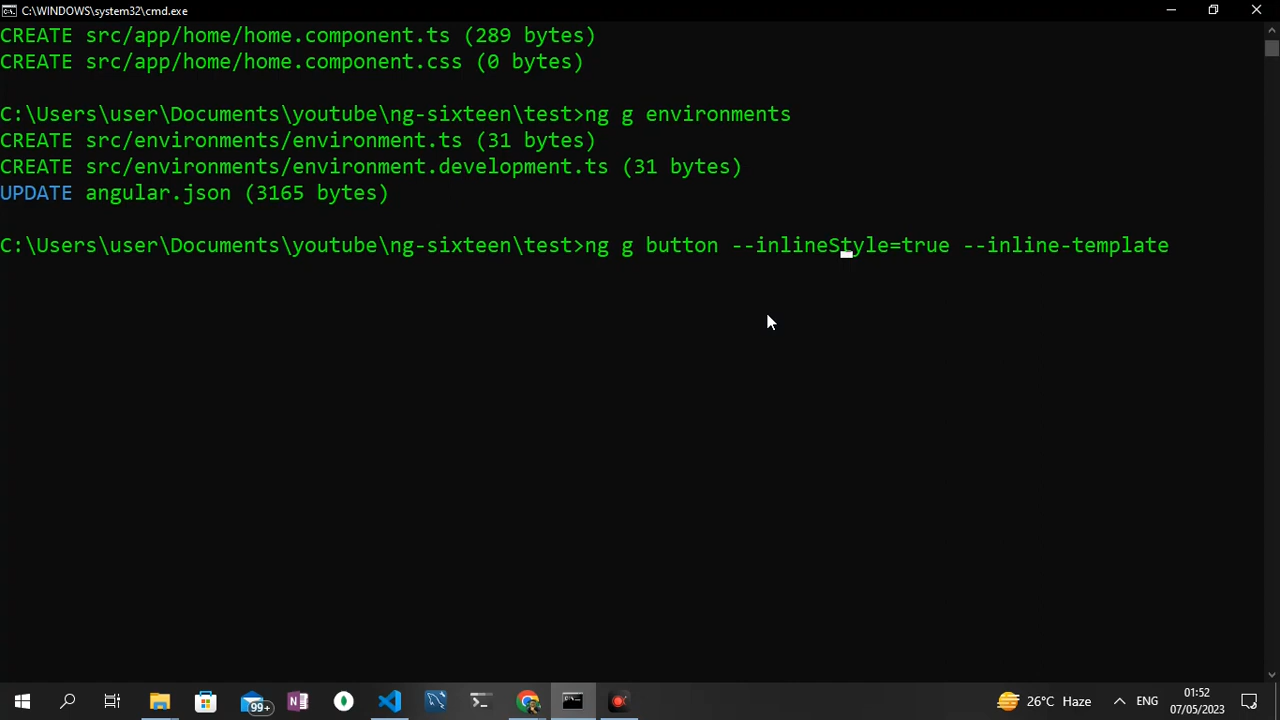 C:\WINDOWS\system32\cmd.exe
CREATE src/app/home/home.component.ts (289 bytes)
CREATE src/app/home/home.component.css (0 bytes)
C:\Users\user\Documents\youtube\ng-sixteen\test>ng g environments
CREATE src/environments/environment.ts (31 bytes)
CREATE src/environments/environment.development.ts (31 bytes)
UPDATE angular.json (3165 bytes)
C:\Users\user\Documents\youtube\ng-sixteen\test>ng g button --inlineStyle=true --inline-template
99+
26°C Haze
ENG
01:52
07/05/2023